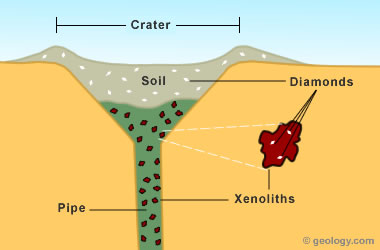 Crater
Soil
Diamonds
Xenoliths
Pipe
© geology.com